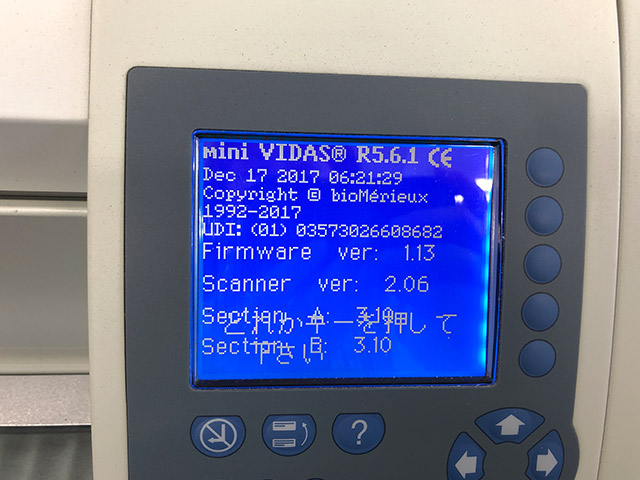 mini VIDAS® R5.6.1 CE
Dec 17 2017 06:21:29
Copyright © bioMérieux
1992-2017
UDI: (01) 03573026608682
Firmware ver: 1.13
Scanner ver: 2.06
Section A: 3.10
どれかキーを押して
Section B: 3.10
下さい
?